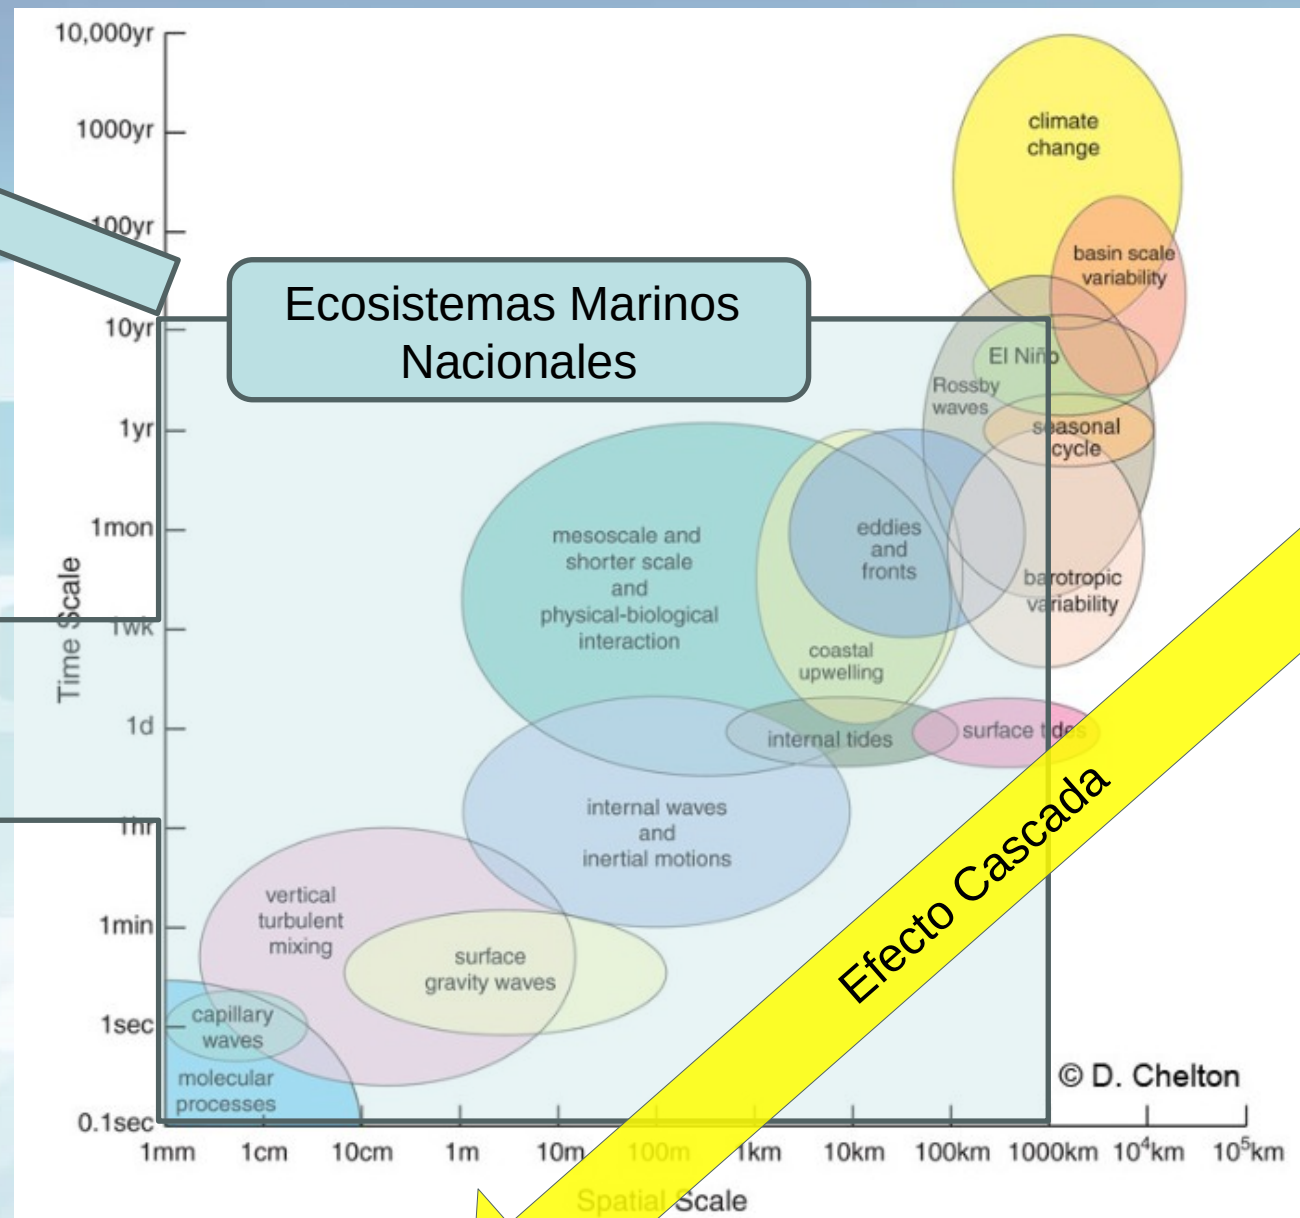 10,000yr
1000yr
100yr
10yr
1yr
1mon
1wk
1d
1hr
1min
1sec
0.1sec
Time Scale
Ecosistemas Marinos
Nacionales
climate
change
basin scale
variability
El Niño
Rossby
waves
seasonal
cycle
mesoscale and
shorter scale
and
physical-biological
interaction
eddies
and
fronts
barotropic
variability
coastal
upwelling
internal tides
surface tides
internal waves
and
inertial motions
Efecto Cascada
vertical
turbulent
mixing
surface
gravity waves
capillary
waves
molecular
processes
© D. Chelton
1mm 1cm 10cm 1m 10m 100m 1km 10km 100km 1000km 10⁴km 10⁵km
Spatial Scale